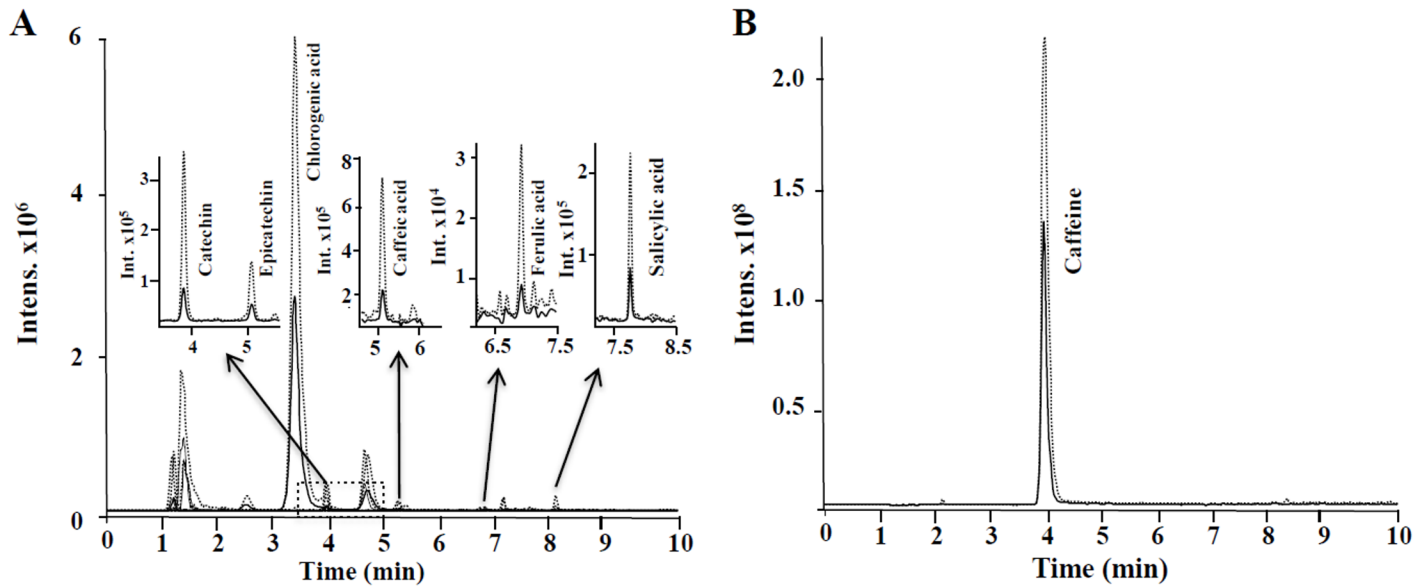 A
B
Intens. x10⁶
6
4
2
0
0 1 2 3 4 5 6 7 8 9 10
Time (min)
Chlorogenic acid
Int. x10⁵
3
2
1
Catechin
Epicatechin
4 5
Int. x10⁵
8
6
4
2
Caffeic acid
5 6
Int. x10⁴
3
2
1
Ferulic acid
6.5 7.5
Int. x10⁵
2
1
Salicylic acid
7.5 8.5
Intens. x10⁸
2.0
1.5
1.0
0.5
Caffeine
0 1 2 3 4 5 6 7 8 9 10
Time (min)